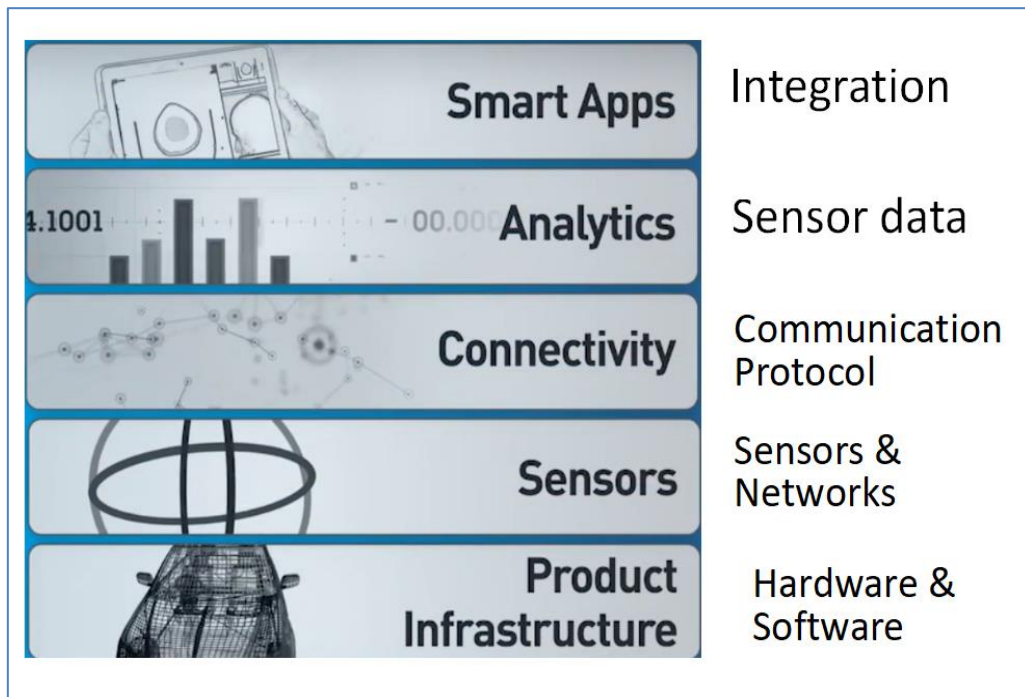 Smart Apps
Integration
4.1001
00.000
Analytics
Sensor data
Connectivity
Communication
Protocol
Sensors
Sensors &
Networks
Product
Infrastructure
Hardware &
Software